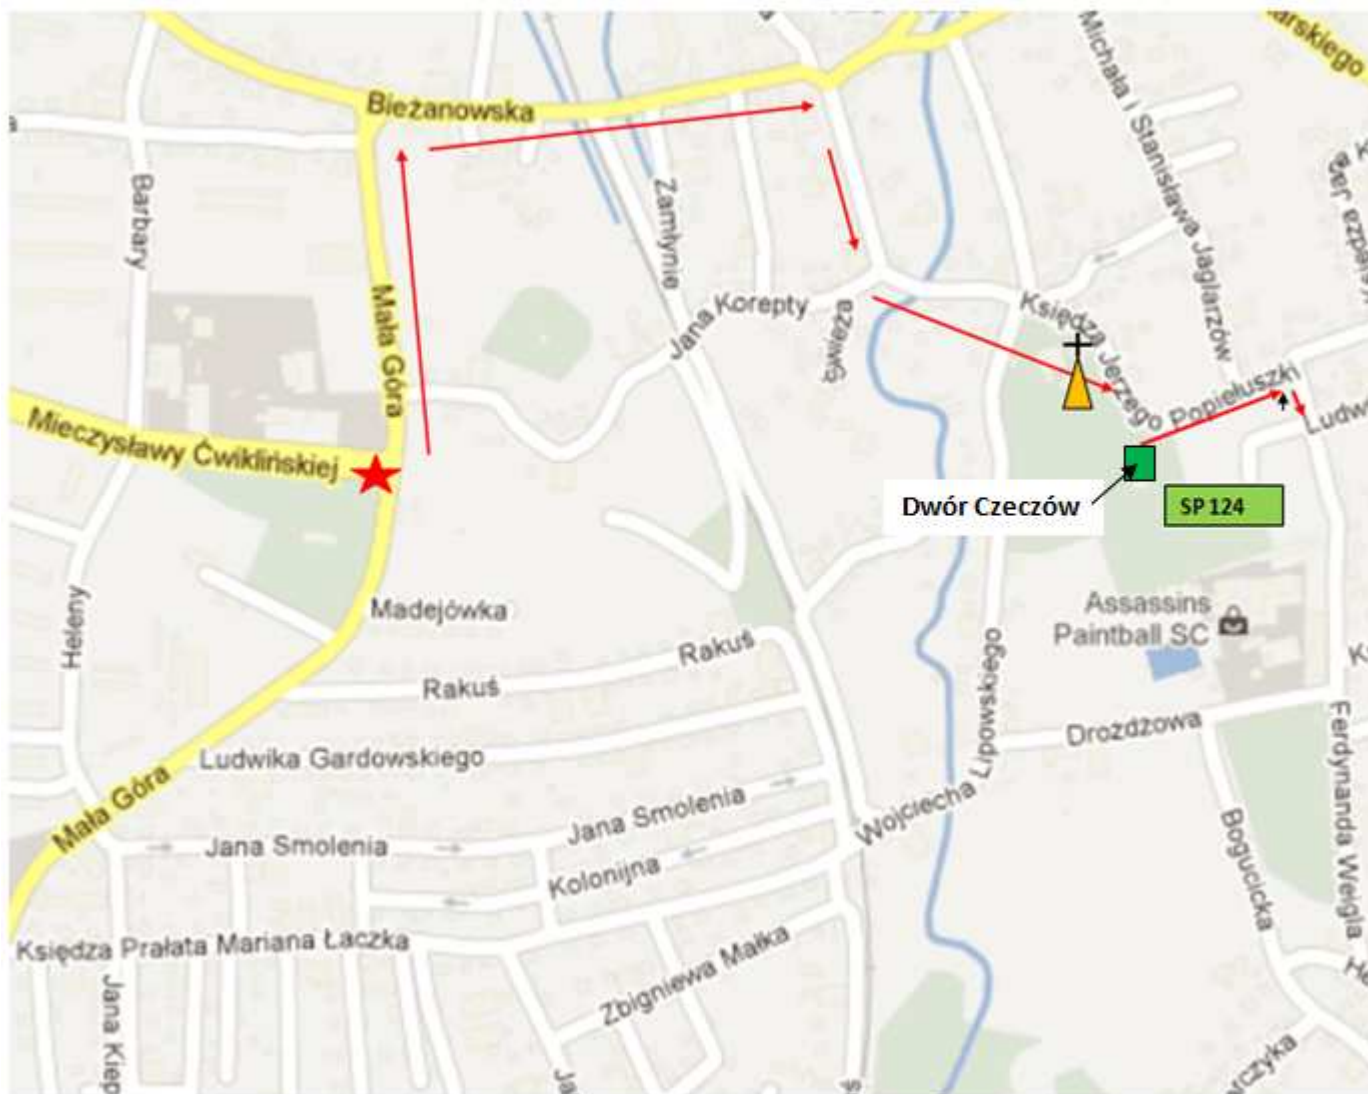 Bieżanowska
Michała i Stanisława Jaglarzów
Barbary
Zamłynie
Mała Góra
Jana Korepty
Gwieza
Księdza Jerzego Popiełuszki
Mieczysławy Ćwiklińskiej
Dwór Czeczów
SP 124
Heleny
Madejówka
Assassins
Paintball SC
Rakuś
Rakuś
Wojciecha Lipowskiego
Drożdżowa
Ludwika Gardowskiego
Mała Góra
Ferdynanda Weigla
Jana Smolenia
Jana Smolenia
Kolonijna
Bogucicka
Księdza Prałata Mariana Łaczka
Zbigniewa Małka